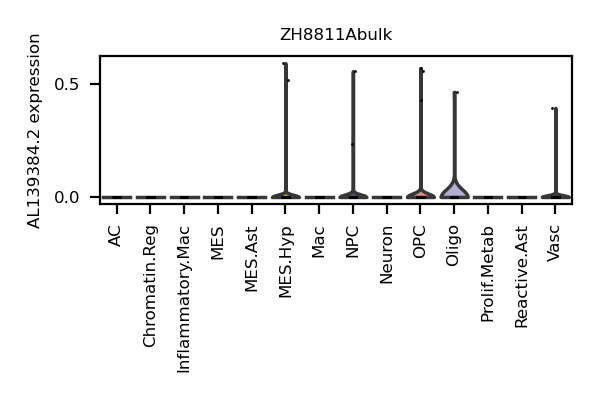 ZH8811Abulk
AL139384.2 expression
0.5
0.0
AC
Chromatin.Reg
Inflammatory.Mac
MES
MES.Ast
MES.Hyp
Mac
NPC
Neuron
OPC
Oligo
Prolif.Metab
Reactive.Ast
Vasc